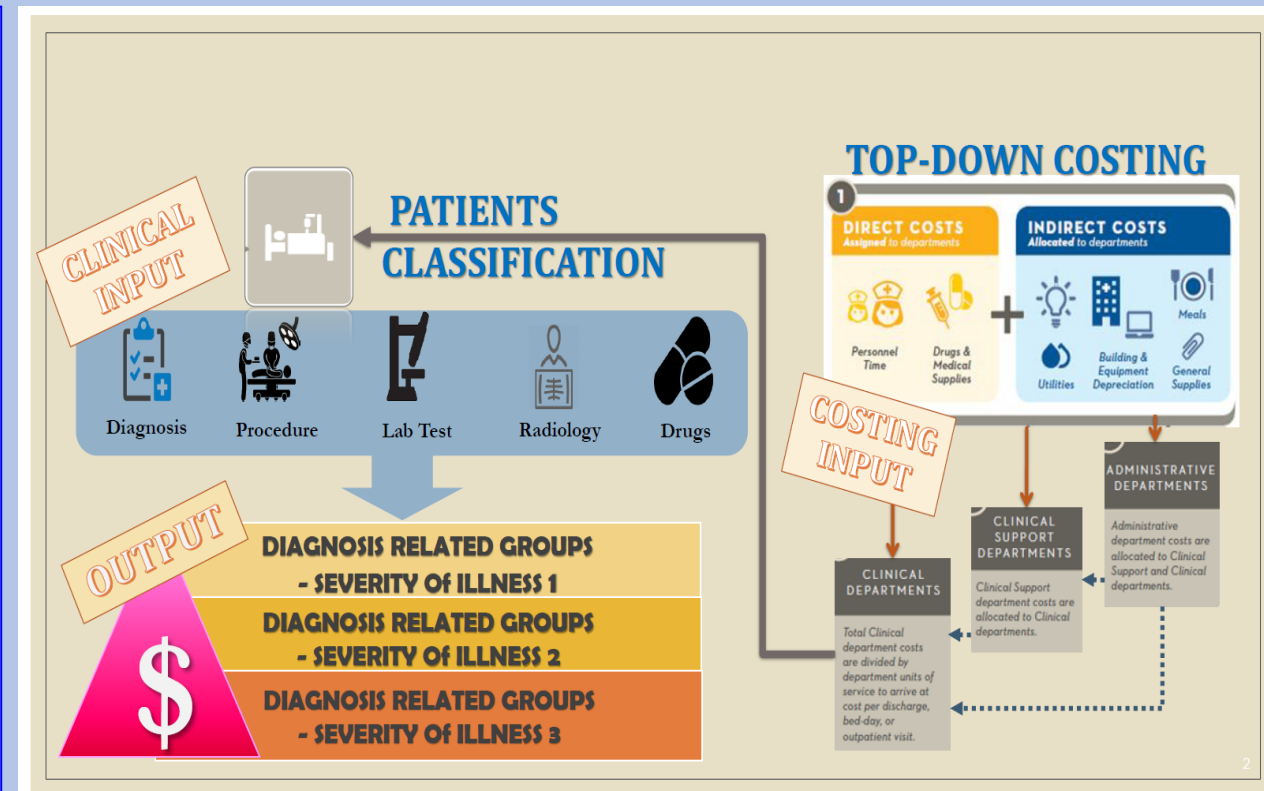 TOP-DOWN COSTING
PATIENTS
CLASSIFICATION
CLINICAL
INPUT
Diagnosis
Procedure
Lab Test
Radiology
Drugs
OUTPUT
$
DIAGNOSIS RELATED GROUPS
- SEVERITY OF ILLNESS 1
DIAGNOSIS RELATED GROUPS
- SEVERITY OF ILLNESS 2
DIAGNOSIS RELATED GROUPS
- SEVERITY OF ILLNESS 3
1
DIRECT COSTS
Assigned to departments
Personnel
Time
Drugs &
Medical
Supplies
+
INDIRECT COSTS
Allocated to departments
Utilities
Building &
Equipment
Depreciation
Meals
General
Supplies
COSTING
INPUT
ADMINISTRATIVE
DEPARTMENTS
Administrative
department costs are
allocated to Clinical
Support and Clinical
departments.
CLINICAL
SUPPORT
DEPARTMENTS
Clinical Support
department costs are
allocated to Clinical
departments.
CLINICAL
DEPARTMENTS
Total Clinical
department costs
are divided by
department units of
service to arrive at
cost per discharge,
bed-day, or
outpatient visit.
2